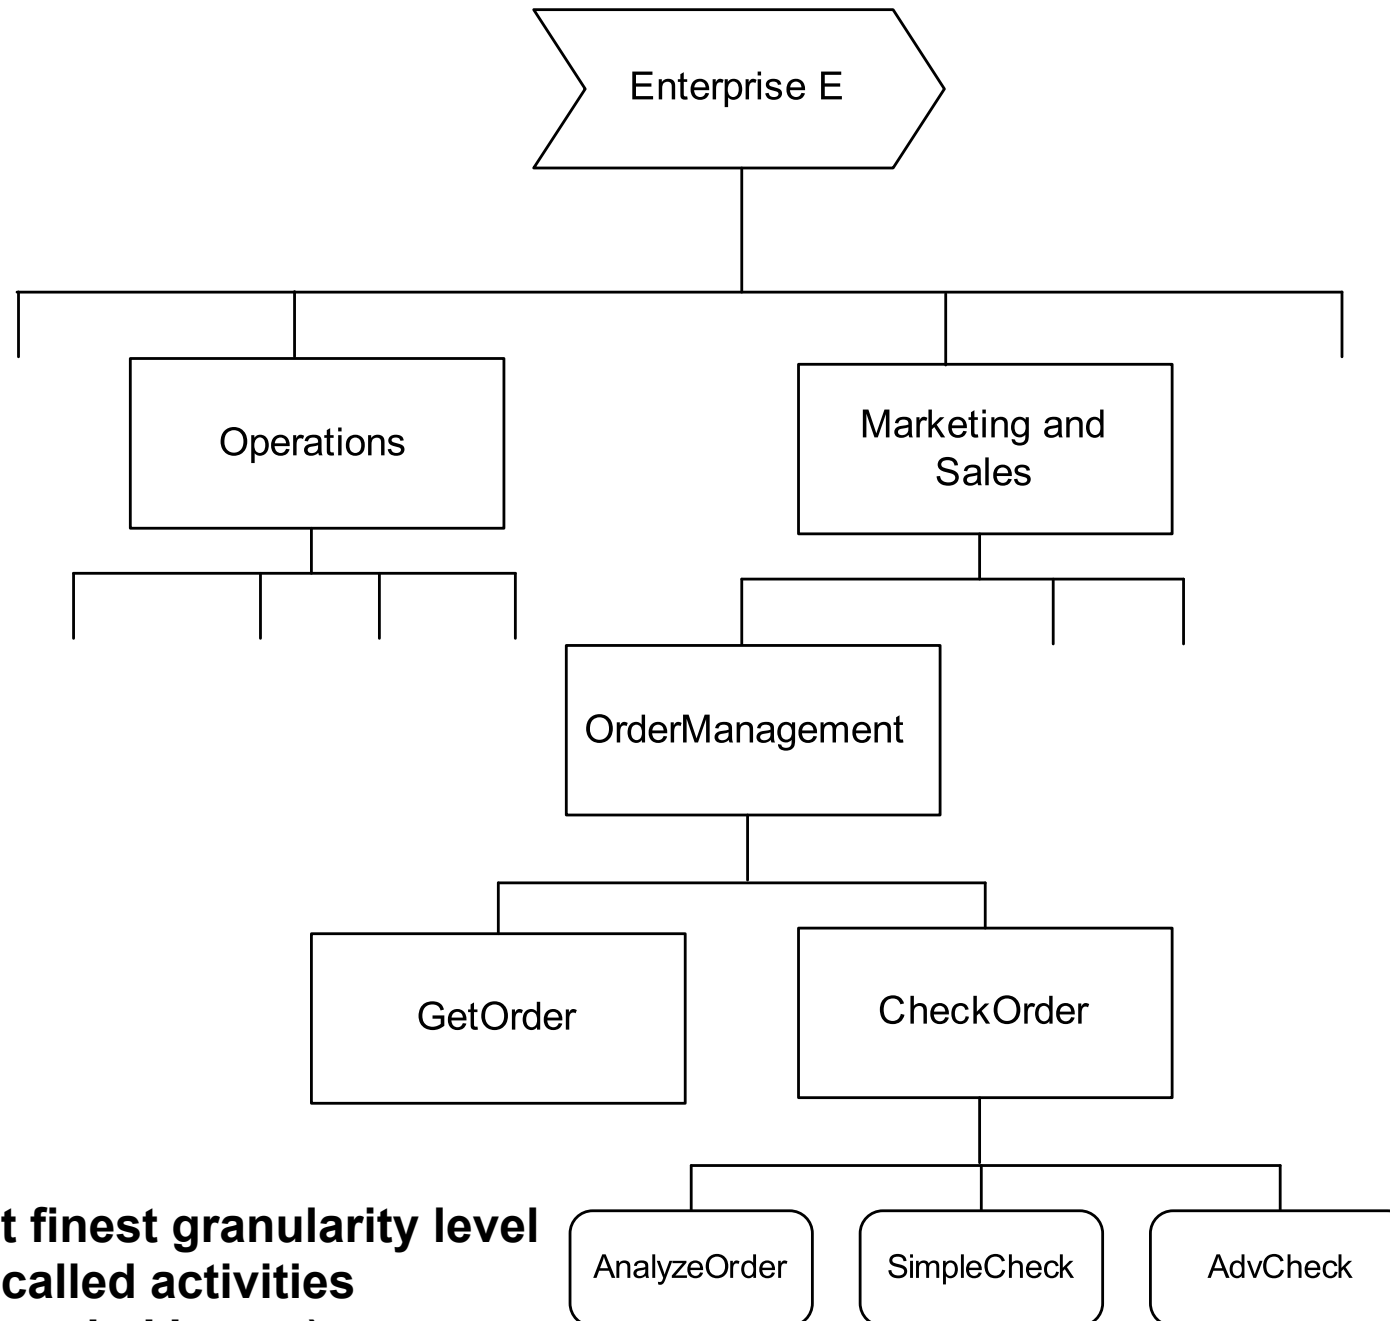 Enterprise E
Operations
Marketing and
Sales
OrderManagement
GetOrder
CheckOrder
t finest granularity level
called activities
AnalyzeOrder
SimpleCheck
AdvCheck